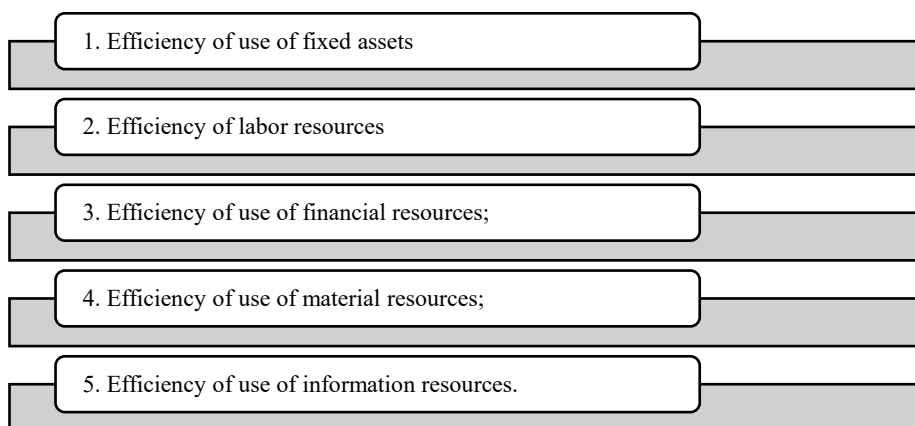 1. Efficiency of use of fixed assets
2. Efficiency of labor resources
3. Efficiency of use of financial resources;
4. Efficiency of use of material resources;
5. Efficiency of use of information resources.